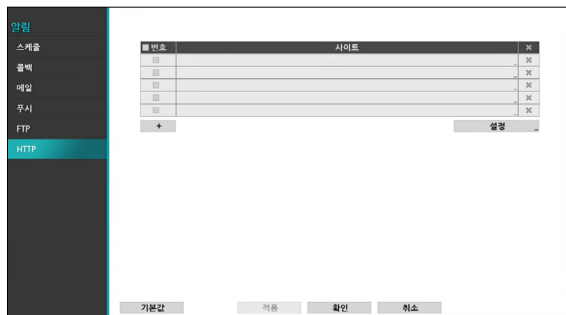 알림
스케줄
콜백
메일
푸시
FTP
HTTP
번호 사이트
+ 설정
기본값 적용 확인 취소